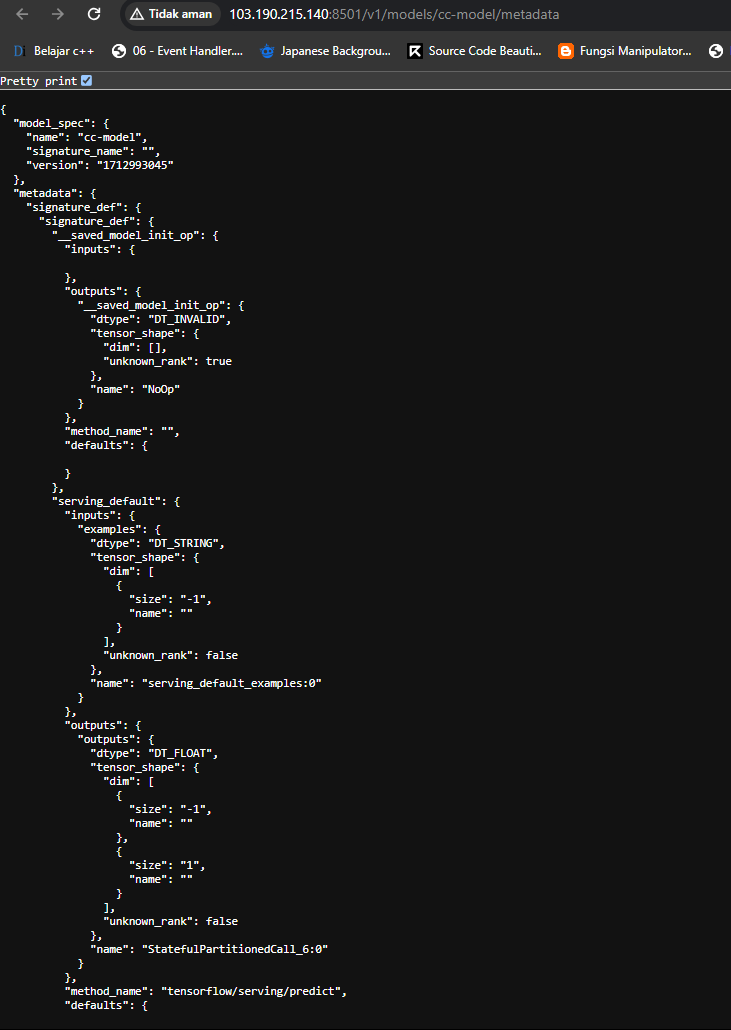 Tidak aman 103.190.215.140:8501/v1/models/cc-model/metadata
Belajar c++ 06 - Event Handler.... Japanese Backgrou... Source Code Beauti... Fungsi Manipulator...
Pretty print
{
  "model_spec": {
    "name": "cc-model",
    "signature_name": "",
    "version": "1712993045"
  },
  "metadata": {
    "signature_def": {
      "signature_def": {
        "__saved_model_init_op": {
          "inputs": {
          },
          "outputs": {
            "__saved_model_init_op": {
              "dtype": "DT_INVALID",
              "tensor_shape": {
                "dim": [],
                "unknown_rank": true
              },
              "name": "NoOp"
            }
          },
          "method_name": "",
          "defaults": {
          }
        },
        "serving_default": {
          "inputs": {
            "examples": {
              "dtype": "DT_STRING",
              "tensor_shape": {
                "dim": [
                  {
                    "size": "-1",
                    "name": ""
                  }
                ],
                "unknown_rank": false
              },
              "name": "serving_default_examples:0"
            }
          },
          "outputs": {
            "outputs": {
              "dtype": "DT_FLOAT",
              "tensor_shape": {
                "dim": [
                  {
                    "size": "-1",
                    "name": ""
                  },
                  {
                    "size": "1",
                    "name": ""
                  }
                ],
                "unknown_rank": false
              },
              "name": "StatefulPartitionedCall_6:0"
            }
          },
          "method_name": "tensorflow/serving/predict",
          "defaults": {